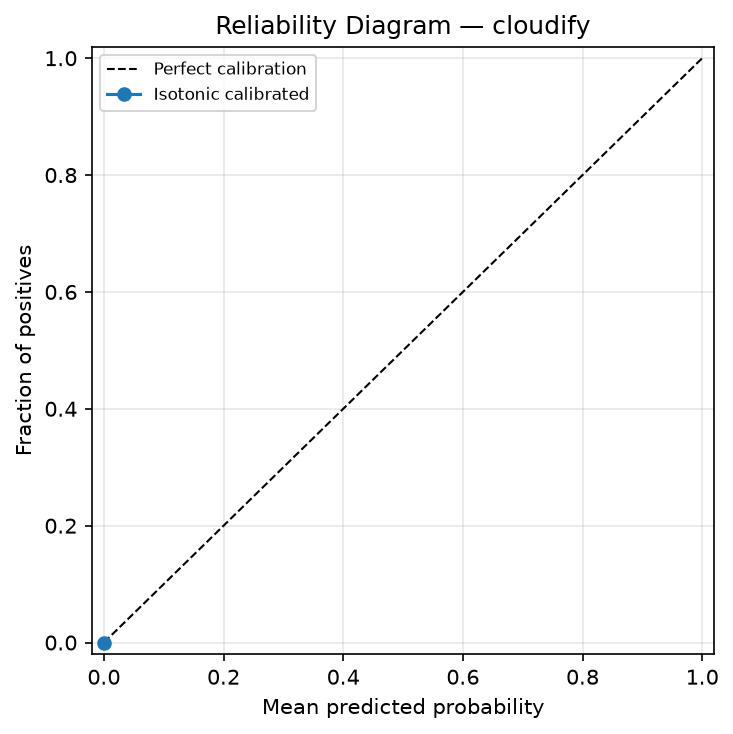 Reliability Diagram — cloudify
Perfect calibration
Isotonic calibrated
1.0
0.8
0.6
0.4
0.2
0.0
Fraction of positives
0.0 0.2 0.4 0.6 0.8 1.0
Mean predicted probability